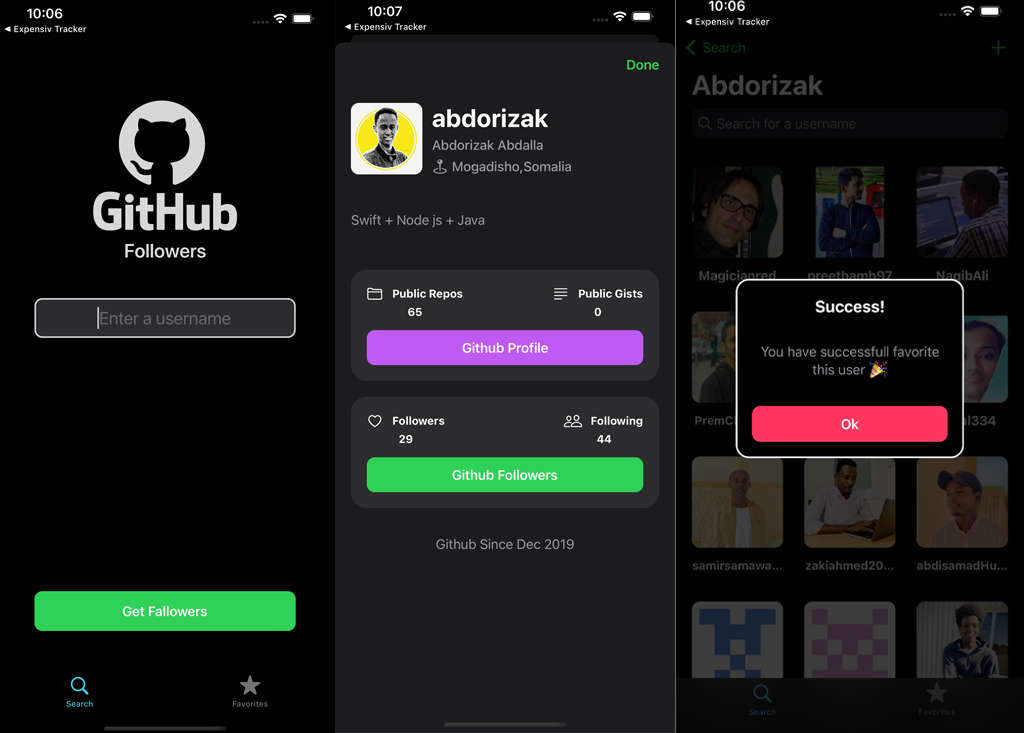 10:06
◀ Expensiv Tracker
GitHub
Followers
Enter a username
Get Fallowers
Search
Favorites
10:07
◀ Expensiv Tracker
Done
abdorizak
Abdorizak Abdalla
Mogadisho,Somalia
Swift + Node js + Java
Public Repos
65
Public Gists
0
Github Profile
Followers
29
Following
44
Github Followers
Github Since Dec 2019
10:06
◀ Expensiv Tracker
Search
Abdorizak
Search for a username
Magicianred
preethamb97
NaqibAli
Success!
You have successfull favorite
this user 🎉
Ok
samirsamawa...
zakiahmed20...
abdisamadHu...
Search
Favorites